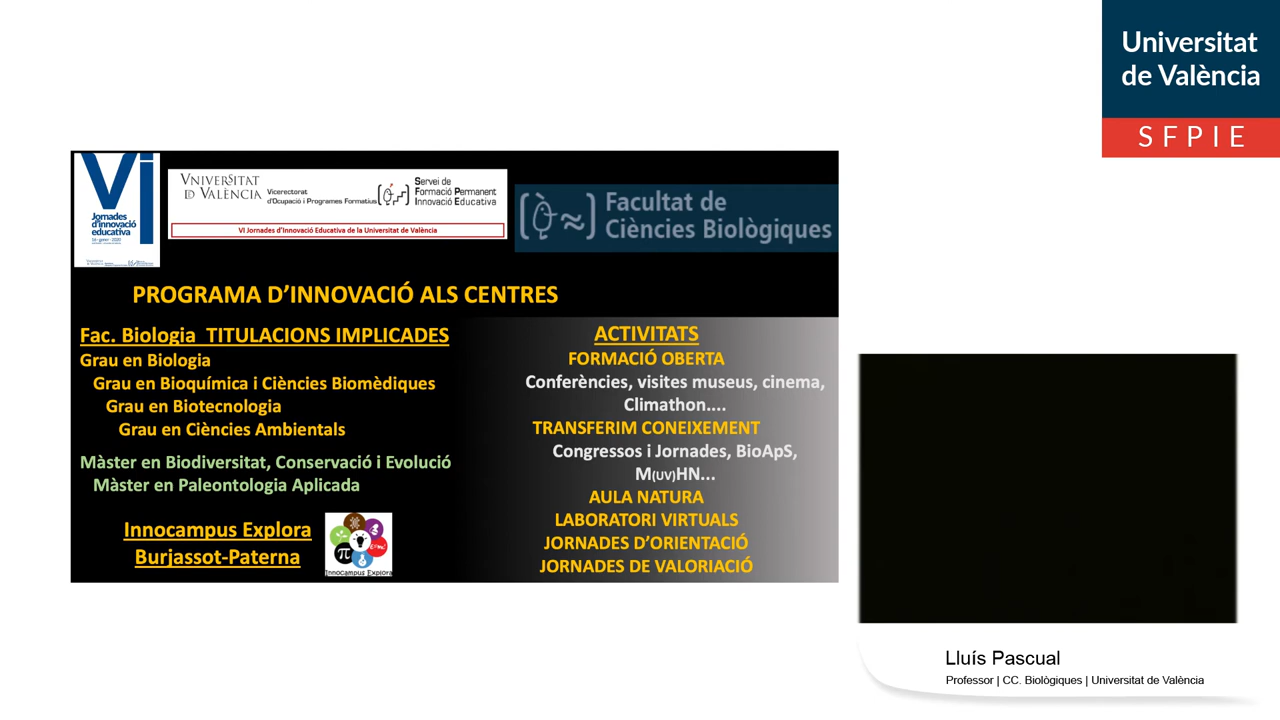 Universitat
de València
SFPIE
Vi
Jornades
d'innovació
educativa
VNIVERSITAT
D VALÈNCIA
Vicerectorat
d'Ocupació i Programes Formatius
Servei de
Formació Permanent
Innovació Educativa
VI Jornades d'Innovació Educativa de la Universitat de València
Facultat de
Ciències Biològiques
PROGRAMA D'INNOVACIÓ ALS CENTRES
Fac. Biologia TITULACIONS IMPLICADES
Grau en Biologia
Grau en Bioquímica i Ciències Biomèdiques
Grau en Biotecnologia
Grau en Ciències Ambientals
Màster en Biodiversitat, Conservació i Evolució
Màster en Paleontologia Aplicada
Innocampus Explora
Burjassot-Paterna
π
Innocampus Explora
ACTIVITATS
FORMACIÓ OBERTA
Conferències, visites museus, cinema,
Climathon....
TRANSFERIM CONEIXEMENT
Congressos i Jornades, BioApS,
M(UV)HN...
AULA NATURA
LABORATORI VIRTUALS
JORNADES D'ORIENTACIÓ
JORNADES DE VALORIACIÓ
Lluís Pascual
Professor | CC. Biològiques | Universitat de València